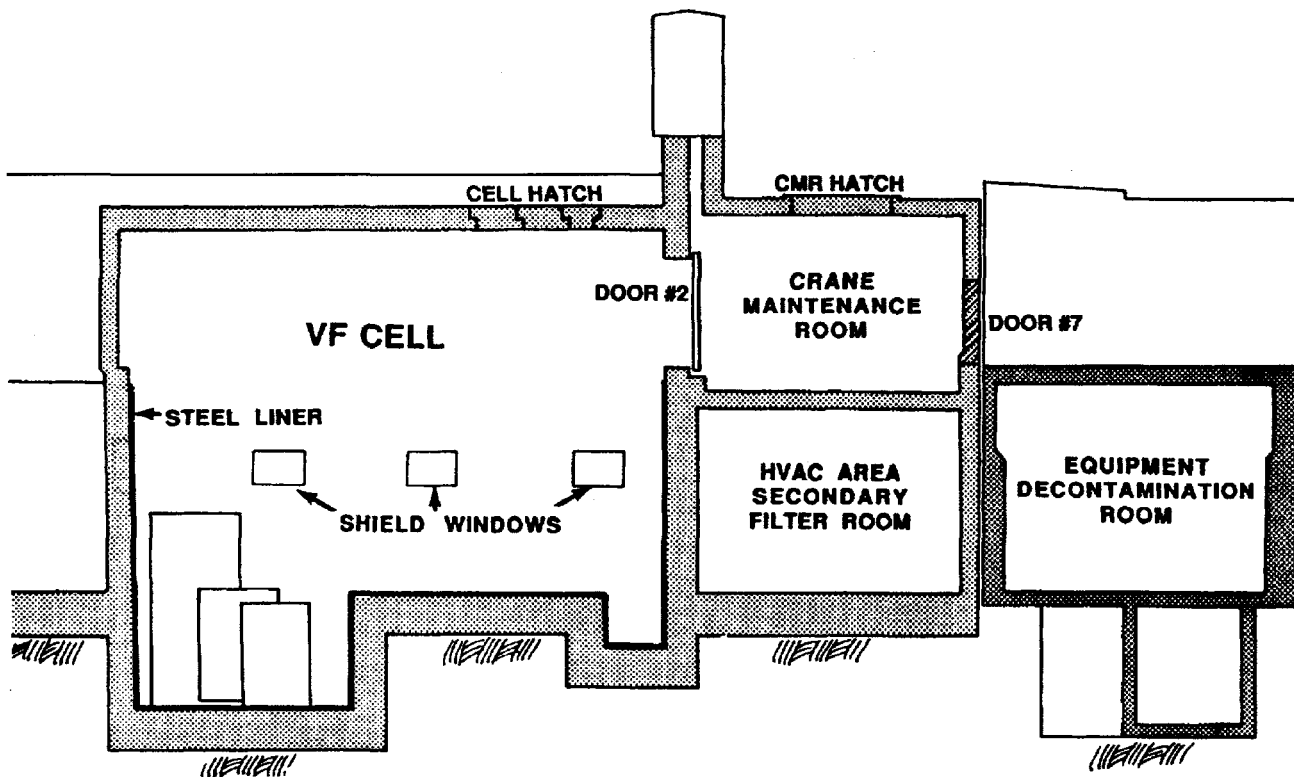 CELL HATCH
CMR HATCH
DOOR #2
CRANE
MAINTENANCE
ROOM
DOOR #7
VF CELL
STEEL LINER
SHIELD WINDOWS
HVAC AREA
SECONDARY
FILTER ROOM
EQUIPMENT
DECONTAMINATION
ROOM